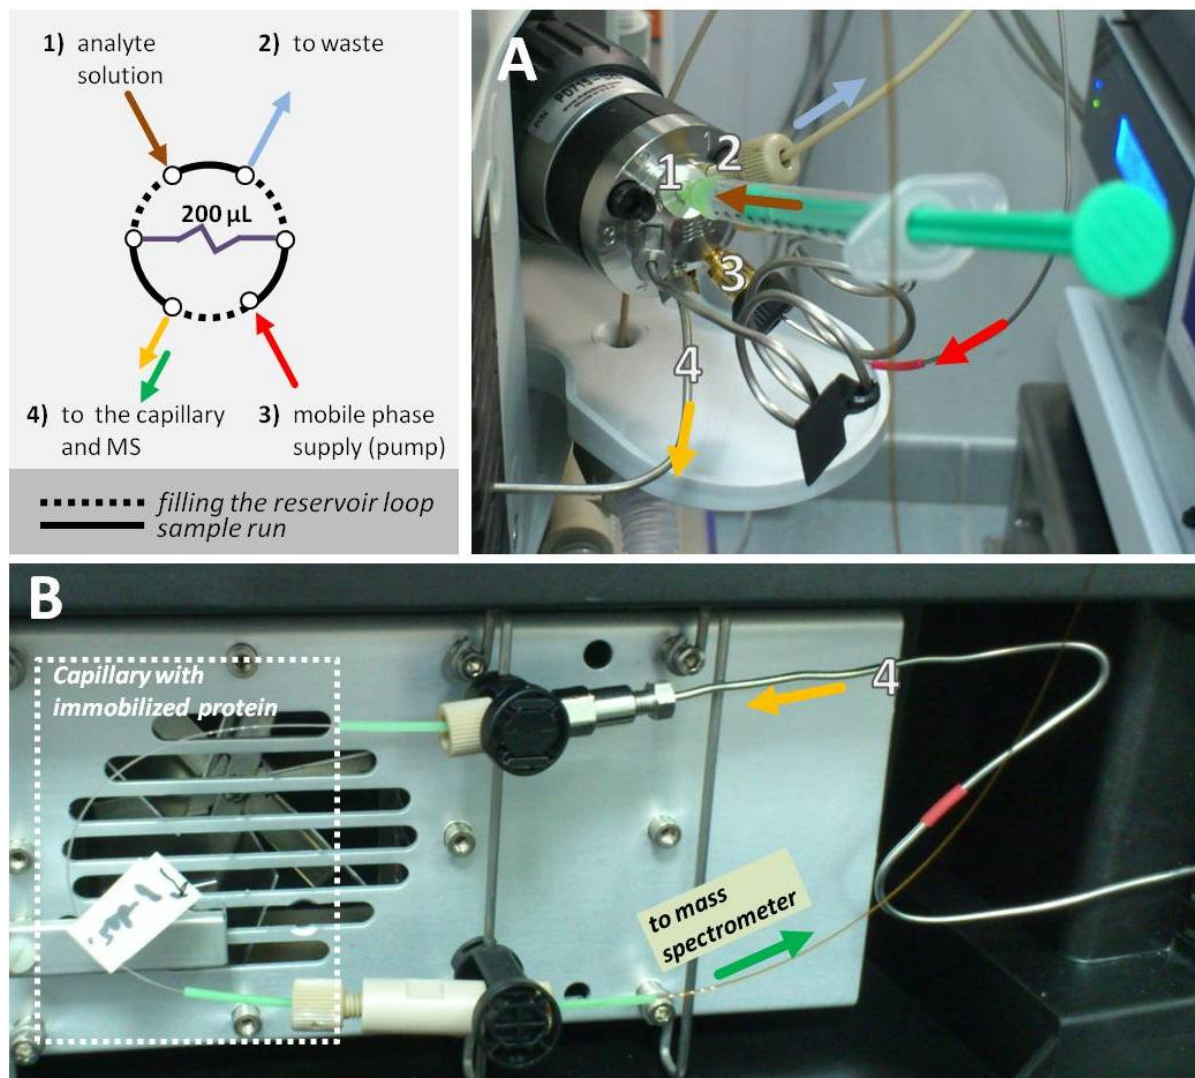 1) analyte
solution
2) to waste
200 µL
4) to the capillary
and MS
3) mobile phase
supply (pump)
filling the reservoir loop
sample run
A
1
2
3
4
B
Capillary with
immobilized protein
4
to mass
spectrometer